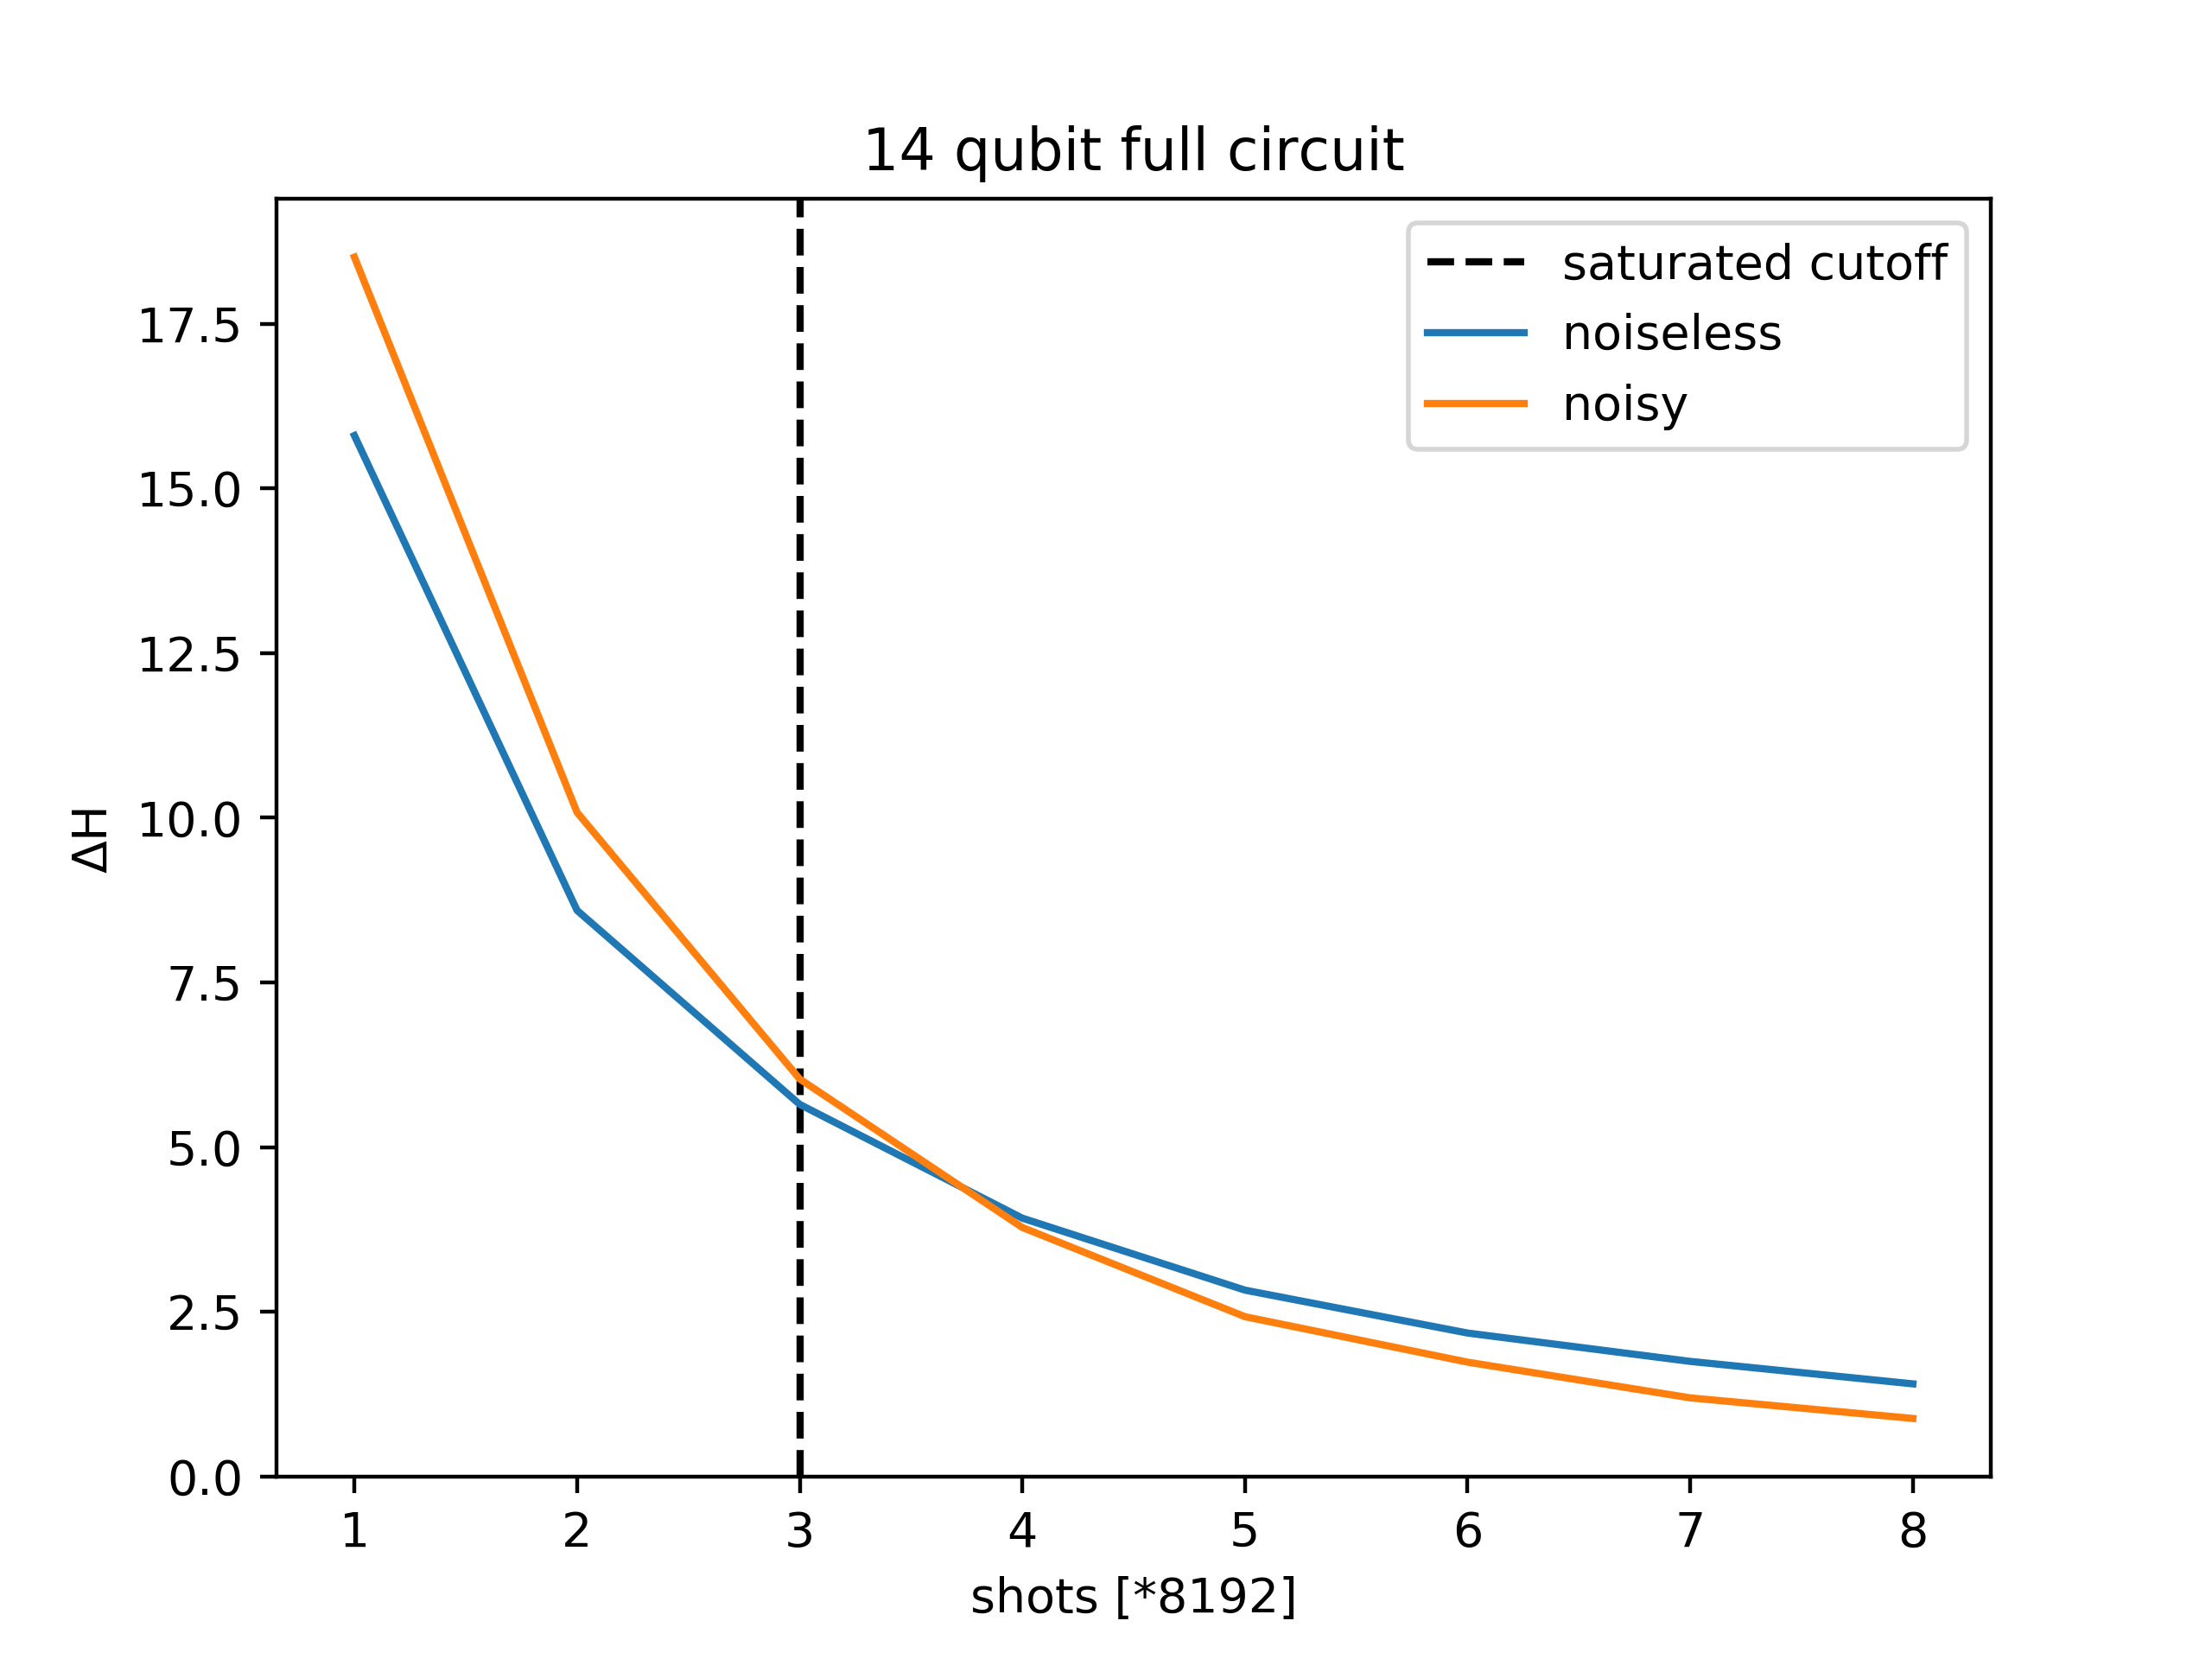 14 qubit full circuit
saturated cutoff
noiseless
noisy
17.5
15.0
12.5
10.0
7.5
5.0
2.5
0.0
ΔH
1 2 3 4 5 6 7 8
shots [*8192]